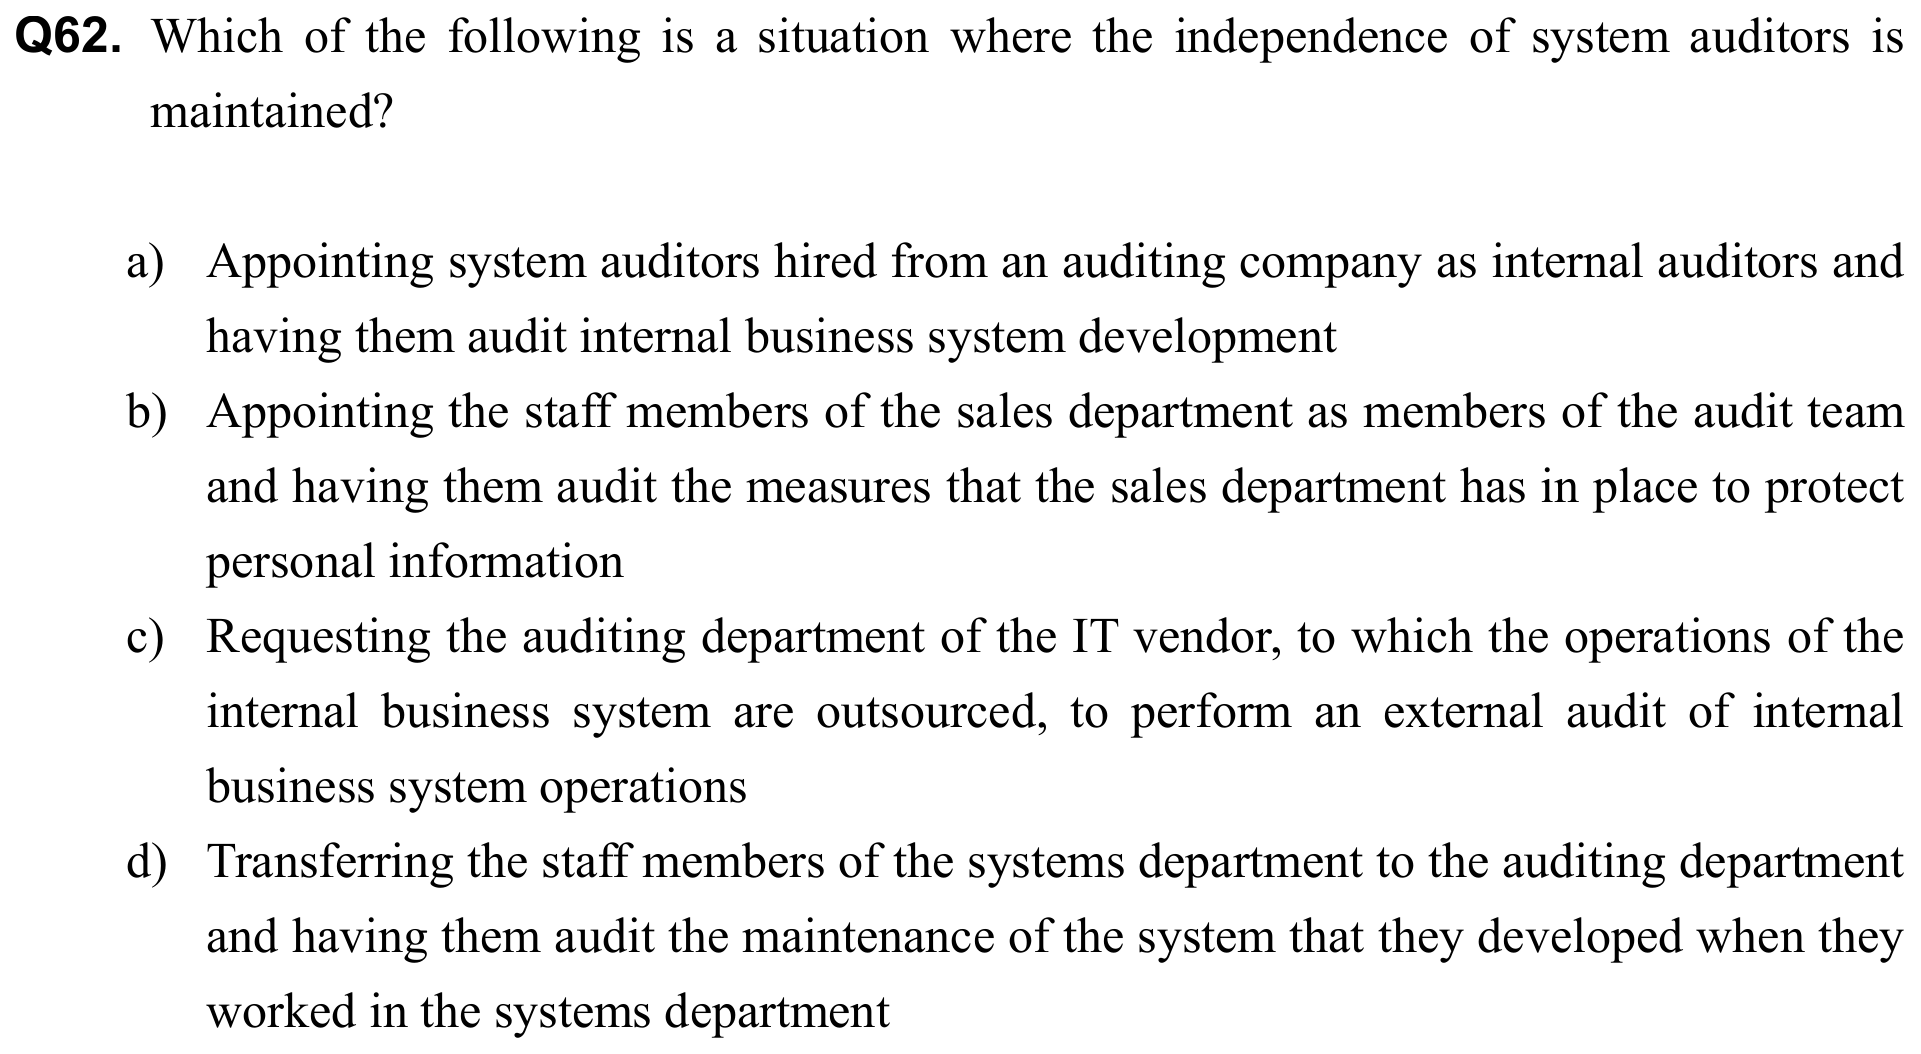 Q62. Which of the following is a situation where the independence of system auditors is
maintained?
a) Appointing system auditors hired from an auditing company as internal auditors and
having them audit internal business system development
b) Appointing the staff members of the sales department as members of the audit team
and having them audit the measures that the sales department has in place to protect
personal information
c) Requesting the auditing department of the IT vendor, to which the operations of the
internal business system are outsourced, to perform an external audit of internal
business system operations
d) Transferring the staff members of the systems department to the auditing department
and having them audit the maintenance of the system that they developed when they
worked in the systems department